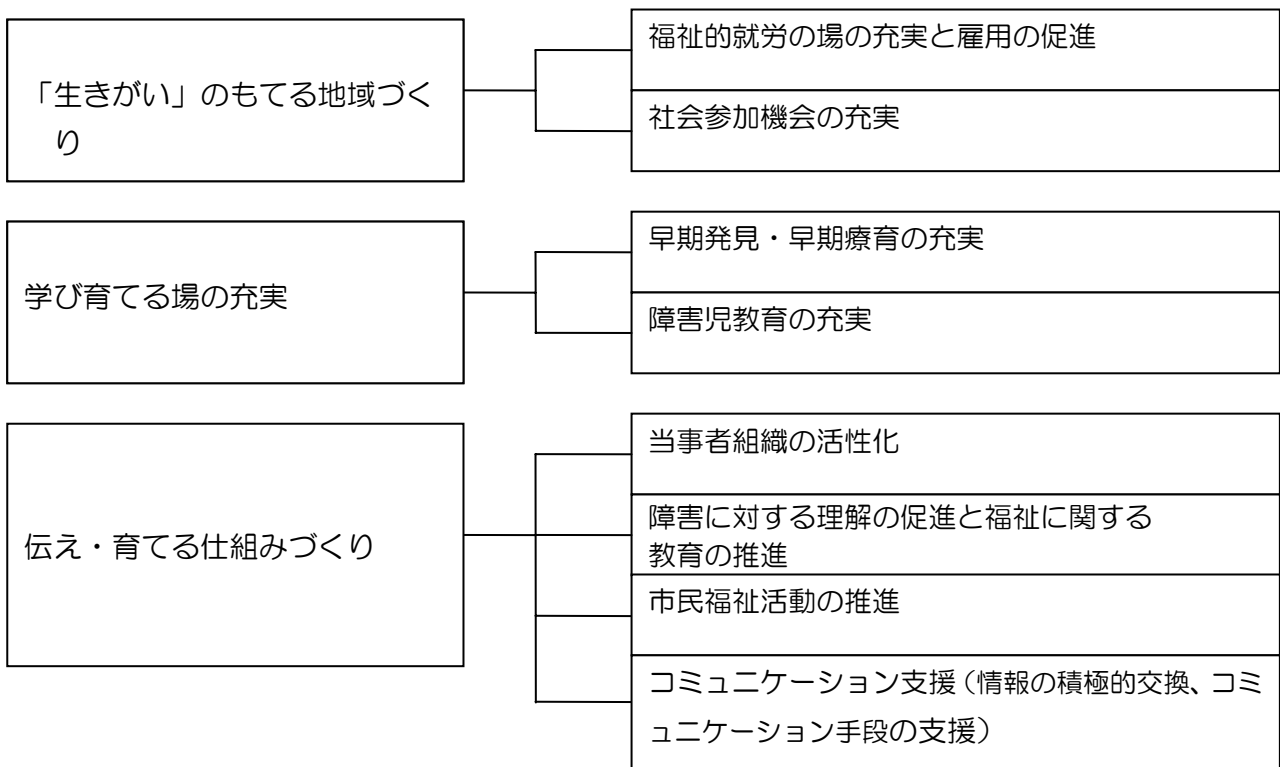 「生きがい」のもてる地域づく
り
福祉的就労の場の充実と雇用の促進
社会参加機会の充実
学び育てる場の充実
早期発見・早期療育の充実
障害児教育の充実
伝え・育てる仕組みづくり
当事者組織の活性化
障害に対する理解の促進と福祉に関する
教育の推進
市民福祉活動の推進
コミュニケーション支援（情報の積極的交換、コミ
ュニケーション手段の支援）